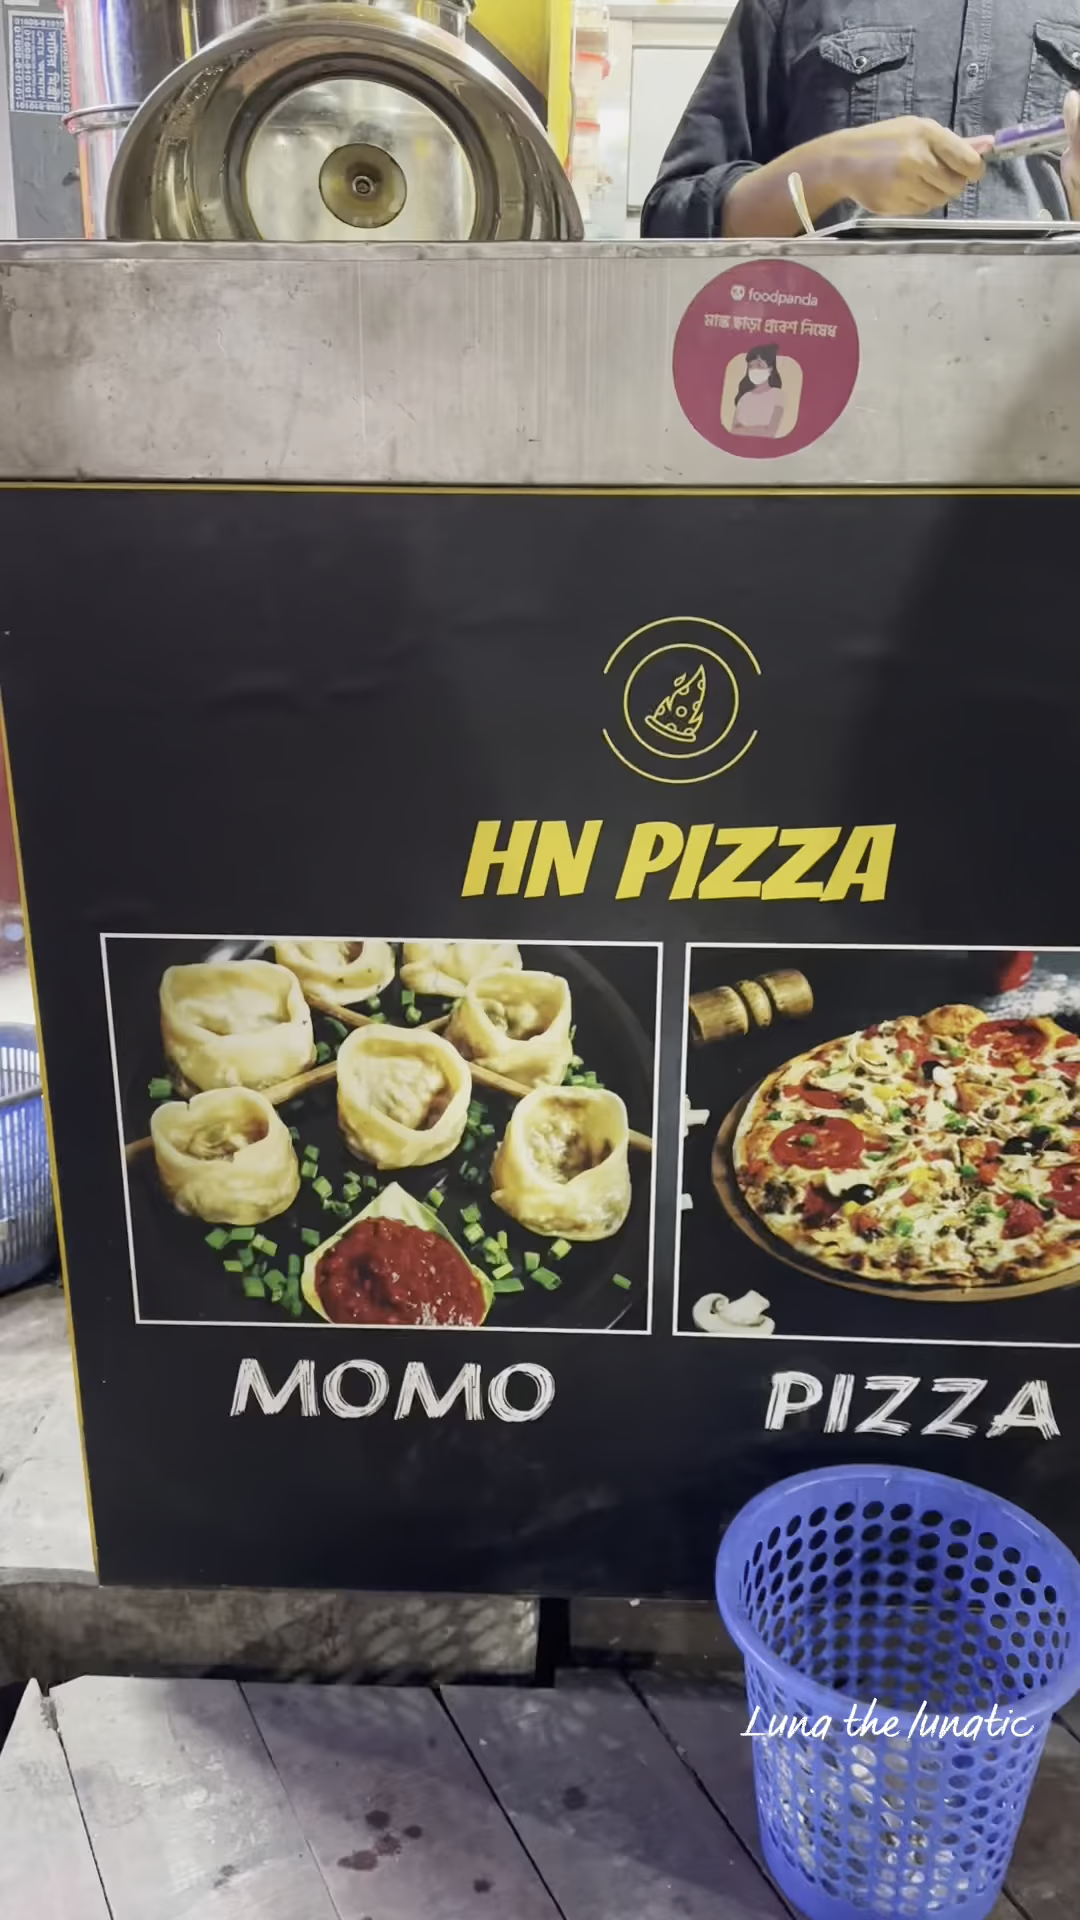 foodpanda
মাস্ক ছাড়া প্রবেশ নিষেধ
HN PIZZA
MOMO
PIZZA
Luna the lunatic